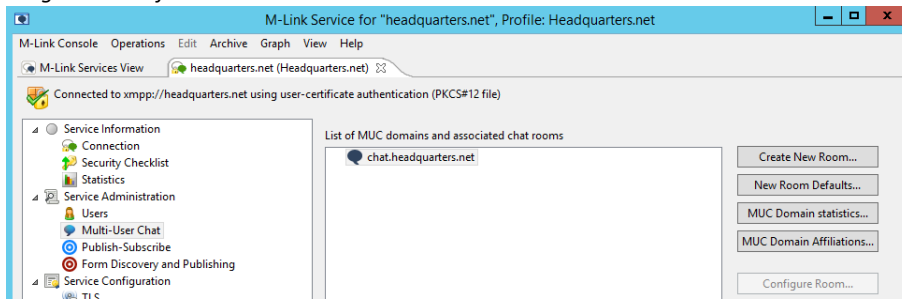 M-Link Service for "headquarters.net", Profile: Headquarters.net
M-Link Console Operations Edit Archive Graph View Help
M-Link Services View headquarters.net (Headquarters.net)
Connected to xmpp://headquarters.net using user-certificate authentication (PKCS#12 file)
Service Information
Connection
Security Checklist
Statistics
Service Administration
Users
Multi-User Chat
Publish-Subscribe
Form Discovery and Publishing
Service Configuration
TLS
List of MUC domains and associated chat rooms
chat.headquarters.net
Create New Room...
New Room Defaults...
MUC Domain statistics...
MUC Domain Affiliations...
Configure Room...